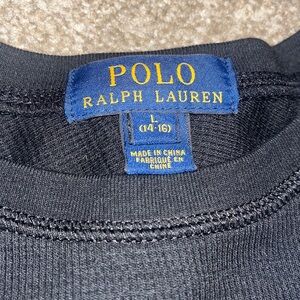 POLO
RALPH LAUREN
L
(14-16)
MADE IN CHINA
FABRIQUÉ EN
CHINE